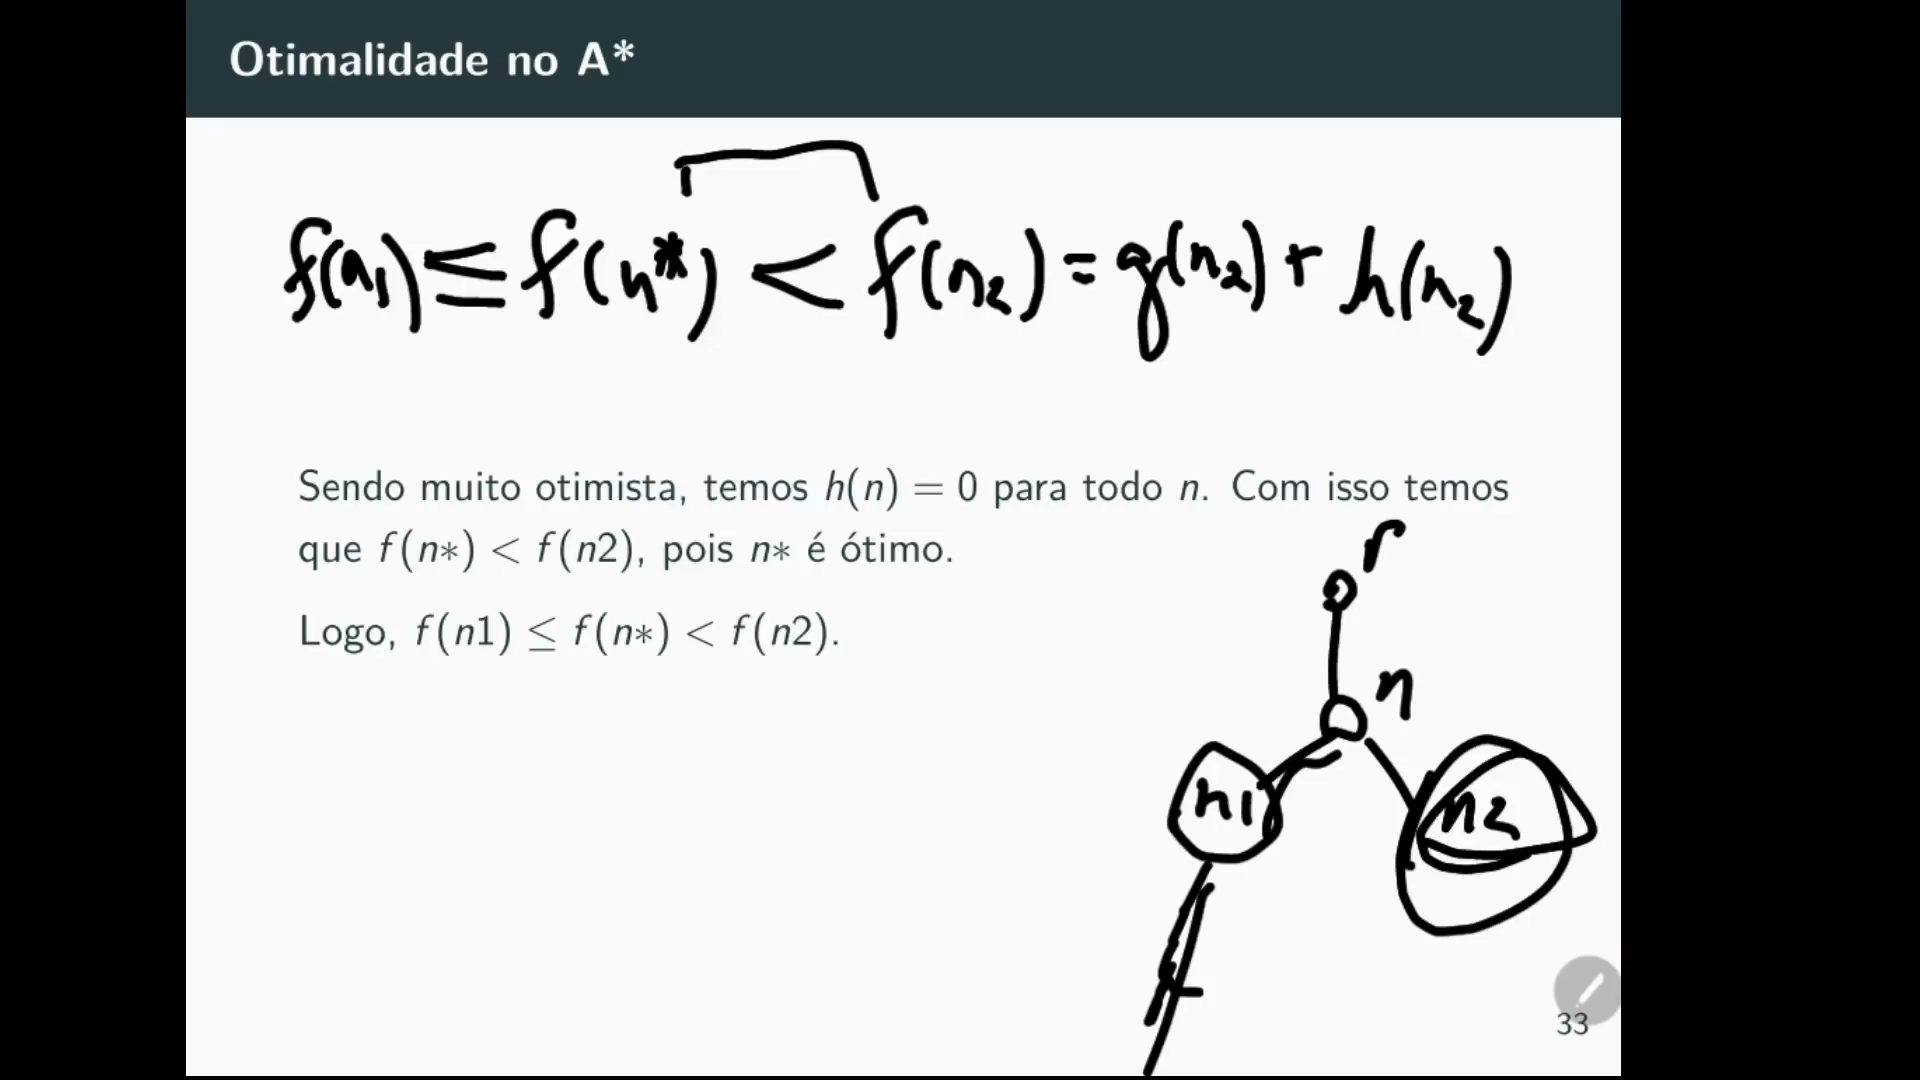 Otimalidade no A*
f(n1) ≤ f(n*) < f(n2) = g(n2) + h(n2)
Sendo muito otimista, temos h(n) = 0 para todo n. Com isso temos
que f(n∗) < f(n2), pois n∗ é ótimo.
Logo, f(n1) ≤ f(n∗) < f(n2).
r
n
n1
n2
33